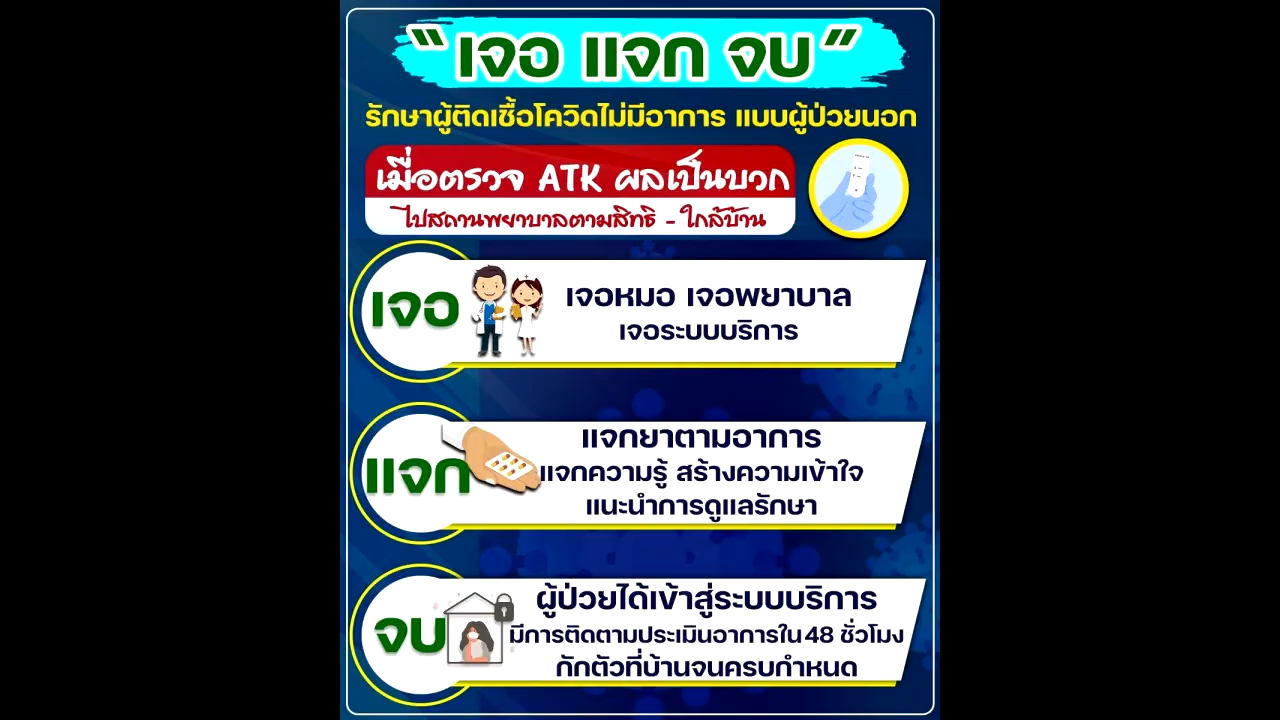 “ เจอ แจก จบ ”
รักษาผู้ติดเชื้อโควิดไม่มีอาการ แบบผู้ป่วยนอก
เมื่อตรวจ ATK ผลเป็นบวก
ไปสถานพยาบาลตามสิทธิ - ใกล้บ้าน
เจอ
เจอหมอ เจอพยาบาล
เจอระบบบริการ
แจก
แจกยาตามอาการ
แจกความรู้ สร้างความเข้าใจ
แนะนำการดูแลรักษา
จบ
ผู้ป่วยได้เข้าสู่ระบบบริการ
มีการติดตามประเมินอาการใน 48 ชั่วโมง
กักตัวที่บ้านจนครบกำหนด